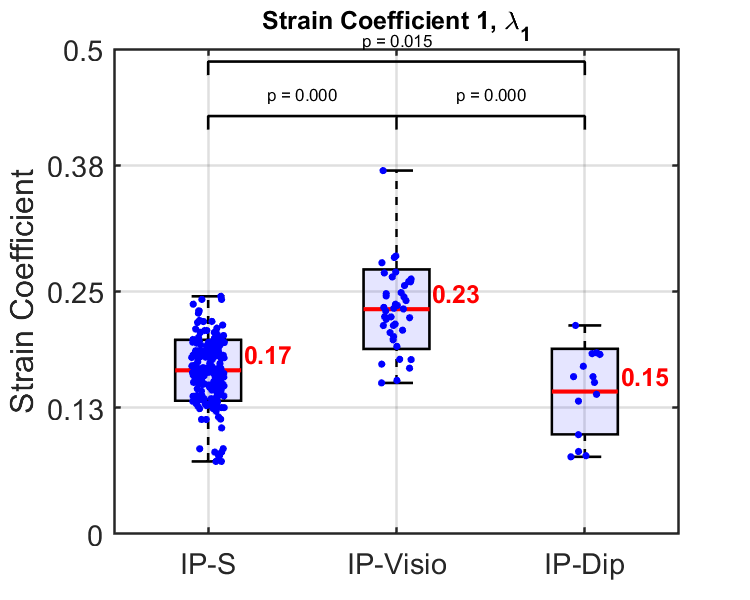 Strain Coefficient 1, λ1
p = 0.015
0.5
p = 0.000
p = 0.000
0.38
0.25
0.23
0.17
0.15
0.13
0
Strain Coefficient
IP-S
IP-Visio
IP-Dip